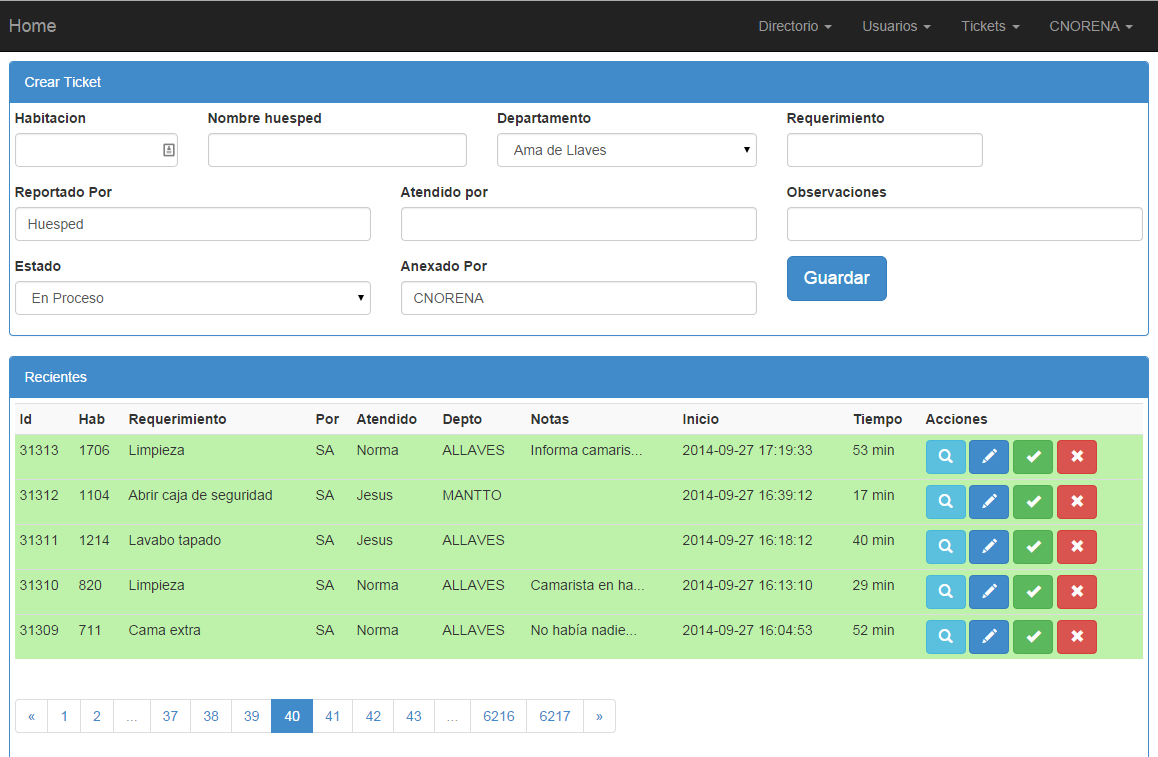 Home Directorio Usuarios Tickets CNORENA
Crear Ticket
Habitacion Nombre huesped Departamento Requerimiento
Ama de Llaves
Reportado Por Atendido por Observaciones
Huesped
Estado Anexado Por
En Proceso CNORENA Guardar
Recientes
Id Hab Requerimiento Por Atendido Depto Notas Inicio Tiempo Acciones
31313 1706 Limpieza SA Norma ALLAVES Informa camaris... 2014-09-27 17:19:33 53 min
31312 1104 Abrir caja de seguridad SA Jesus MANTTO 2014-09-27 16:39:12 17 min
31311 1214 Lavabo tapado SA Jesus ALLAVES 2014-09-27 16:18:12 40 min
31310 820 Limpieza SA Norma ALLAVES Camarista en ha... 2014-09-27 16:13:10 29 min
31309 711 Cama extra SA Norma ALLAVES No había nadie... 2014-09-27 16:04:53 52 min
« 1 2 ... 37 38 39 40 41 42 43 ... 6216 6217 »